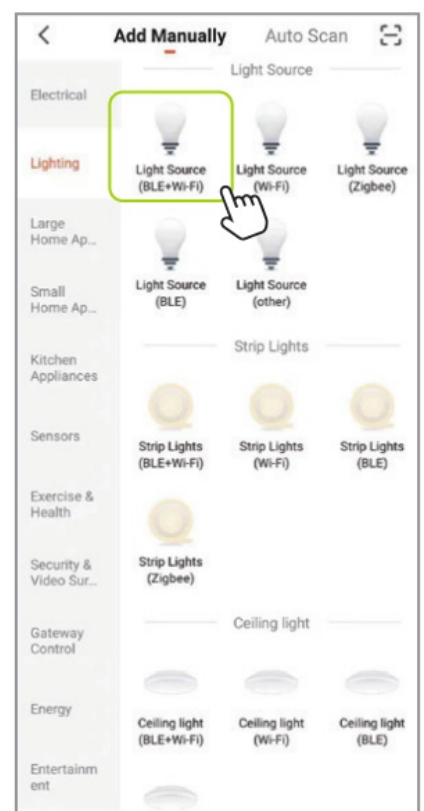 Add Manually Auto Scan
Electrical
Lighting
Large
Home Ap...
Small
Home Ap...
Kitchen
Appliances
Sensors
Exercise &
Health
Security &
Video Sur...
Gateway
Control
Energy
Entertainm
ent
Light Source
Light Source Light Source Light Source
(BLE+Wi-Fi) (Wi-Fi) (Zigbee)
Light Source Light Source
(BLE) (other)
Strip Lights
Strip Lights Strip Lights Strip Lights
(BLE+Wi-Fi) (Wi-Fi) (BLE)
Strip Lights
(Zigbee)
Ceiling light
Ceiling light Ceiling light Ceiling light
(BLE+Wi-Fi) (Wi-Fi) (BLE)